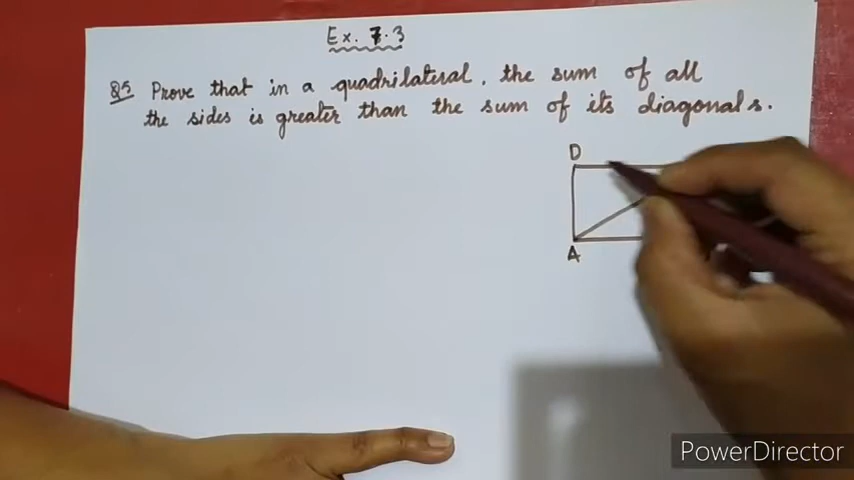 Ex. 7.3
Q5 Prove that in a quadrilateral, the sum of all
the sides is greater than the sum of its diagonals.
D
A
PowerDirector